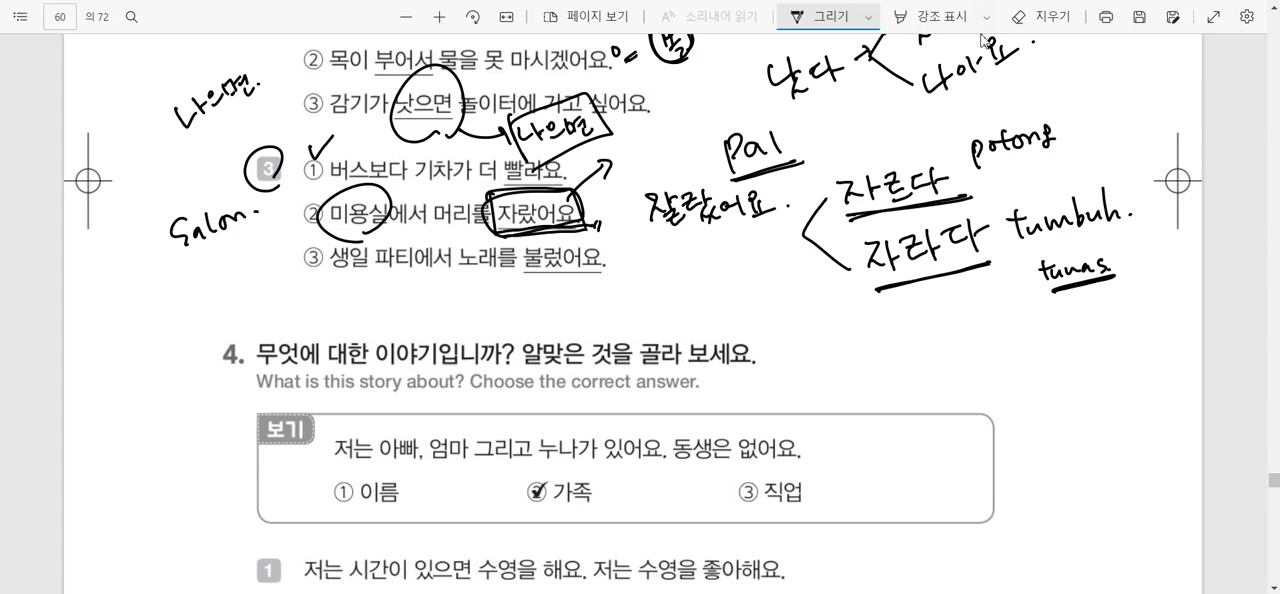 60 의 72 페이지 보기 소리내어 읽기 그리기 강조 표시 지우기
② 목이 부어서 물을 못 마시겠어요.
낫다
나아요.
나으면.
③ 감기가 낫으면 놀이터에 가고 싶어요.
나으면
pal
potong
3 ① 버스보다 기차가 더 빨라요.
잘랐어요.
자르다
Salon.
② 미용실에서 머리를 자랐어요.
자라다 tumbuh.
tunas
③ 생일 파티에서 노래를 불렀어요.
4. 무엇에 대한 이야기입니까? 알맞은 것을 골라 보세요.
What is this story about? Choose the correct answer.
보기
저는 아빠, 엄마 그리고 누나가 있어요. 동생은 없어요.
① 이름 ② 가족 ③ 직업
1 저는 시간이 있으면 수영을 해요. 저는 수영을 좋아해요.